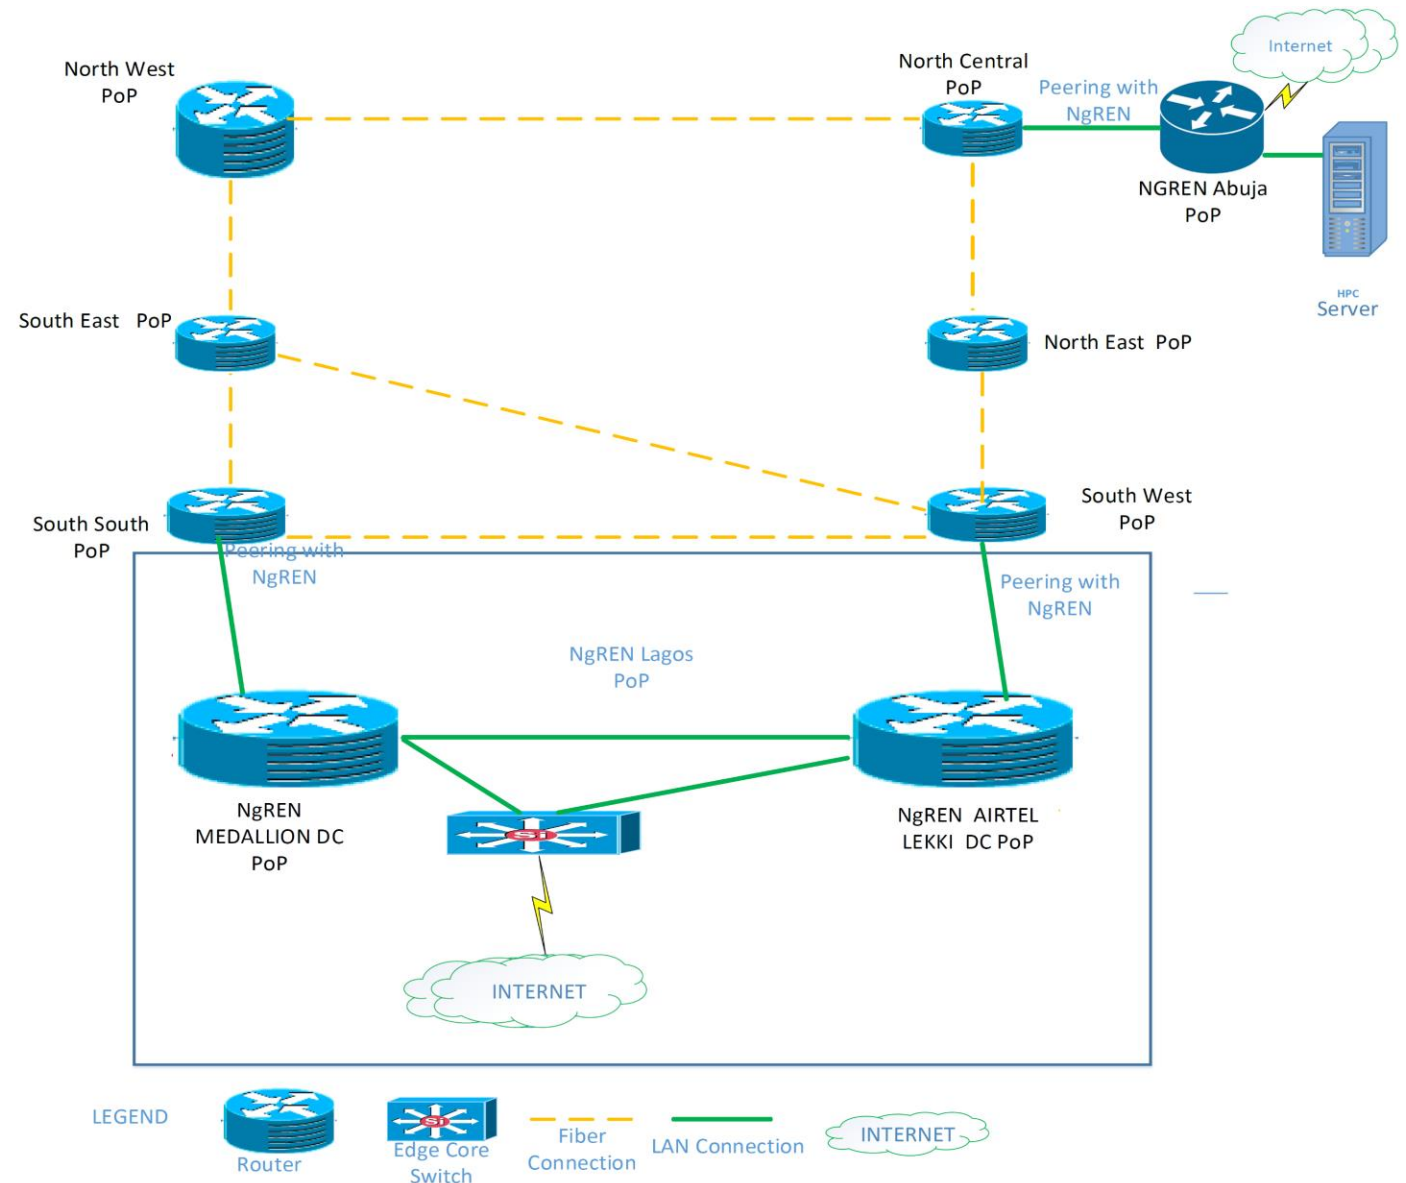 North West
PoP
North Central
PoP
Peering with
NgREN
Internet
NGREN Abuja
PoP
HPC
Server
South East   PoP
North East  PoP
South South
PoP
South West
PoP
Peering with
NgREN
Peering with
NgREN
NgREN Lagos
PoP
NgREN
MEDALLION DC
PoP
Si
NgREN  AIRTEL
LEKKI  DC PoP
INTERNET
LEGEND
Router
Si
Edge Core
Switch
Fiber
Connection
LAN Connection
INTERNET